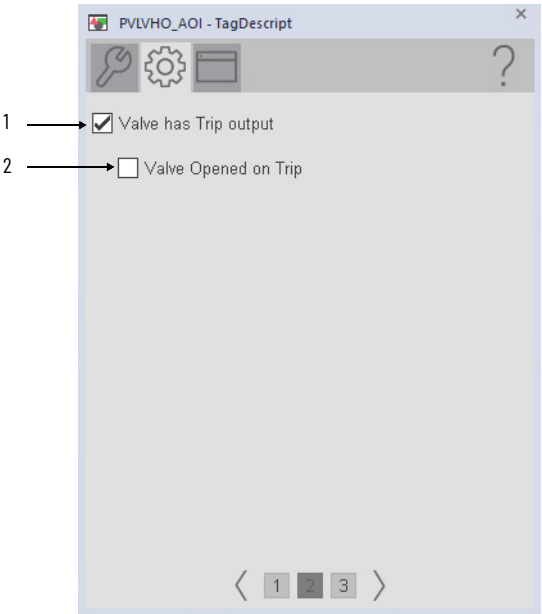 PVLVHO_AOI - TagDescript
?
1
Valve has Trip output
2
Valve Opened on Trip
1 2 3